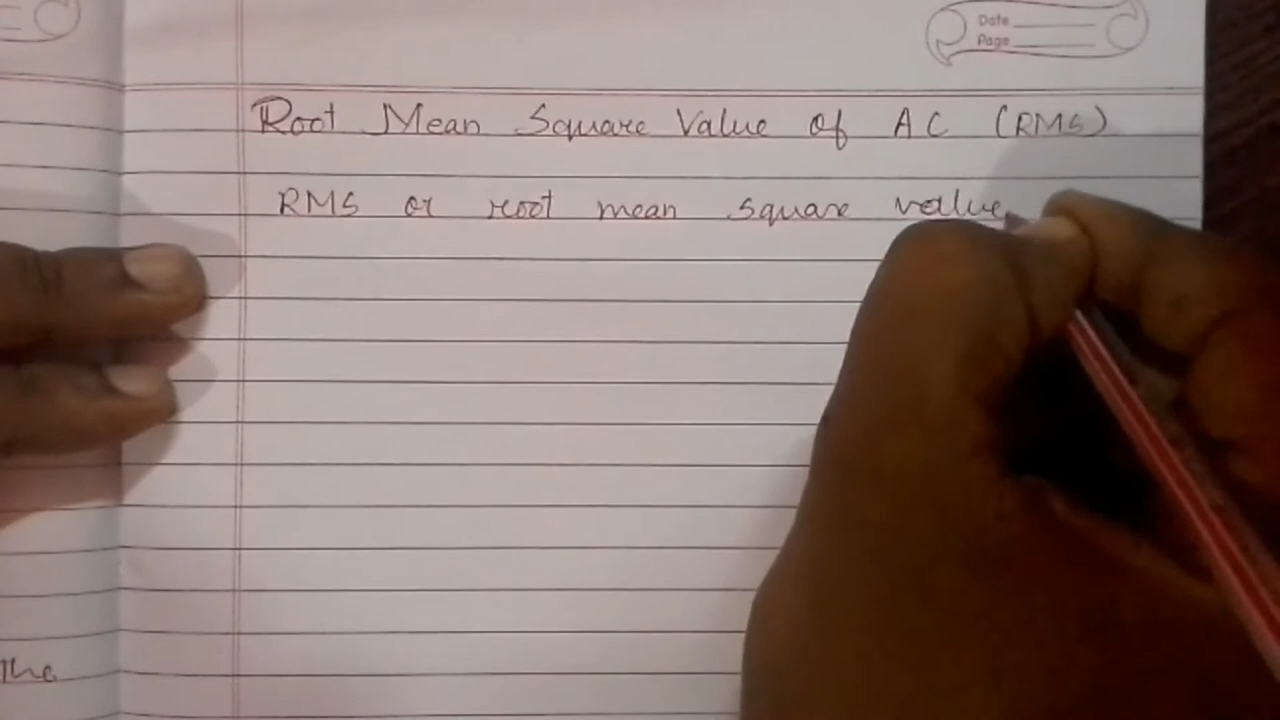 Date
Page
Root Mean Square Value of AC (RMS)
RMS or root mean square value
The